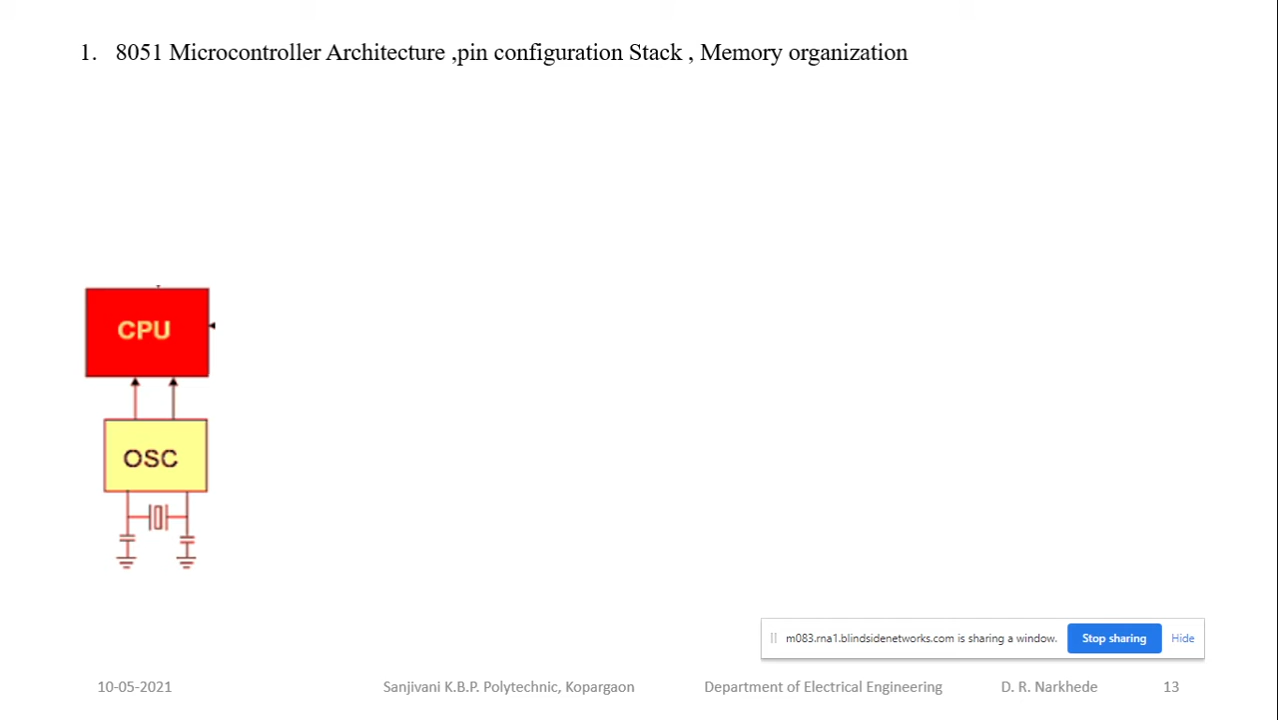 1. 8051 Microcontroller Architecture ,pin configuration Stack , Memory organization
CPU
OSC
m083.rna1.blindsidenetworks.com is sharing a window. Stop sharing Hide
10-05-2021 Sanjivani K.B.P. Polytechnic, Kopargaon Department of Electrical Engineering D. R. Narkhede 13